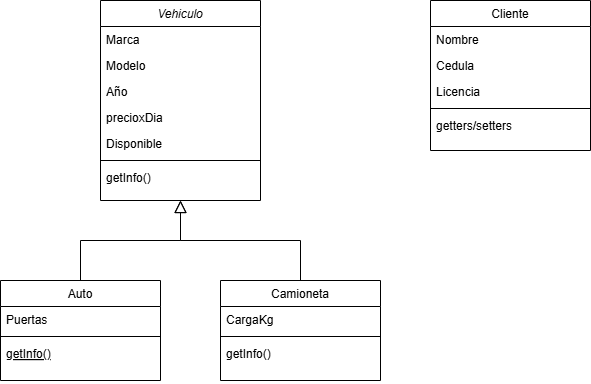 Vehiculo
Marca
Modelo
Año
precioxDia
Disponible
getInfo()
Cliente
Nombre
Cedula
Licencia
getters/setters
Auto
Puertas
getInfo()
Camioneta
CargaKg
getInfo()